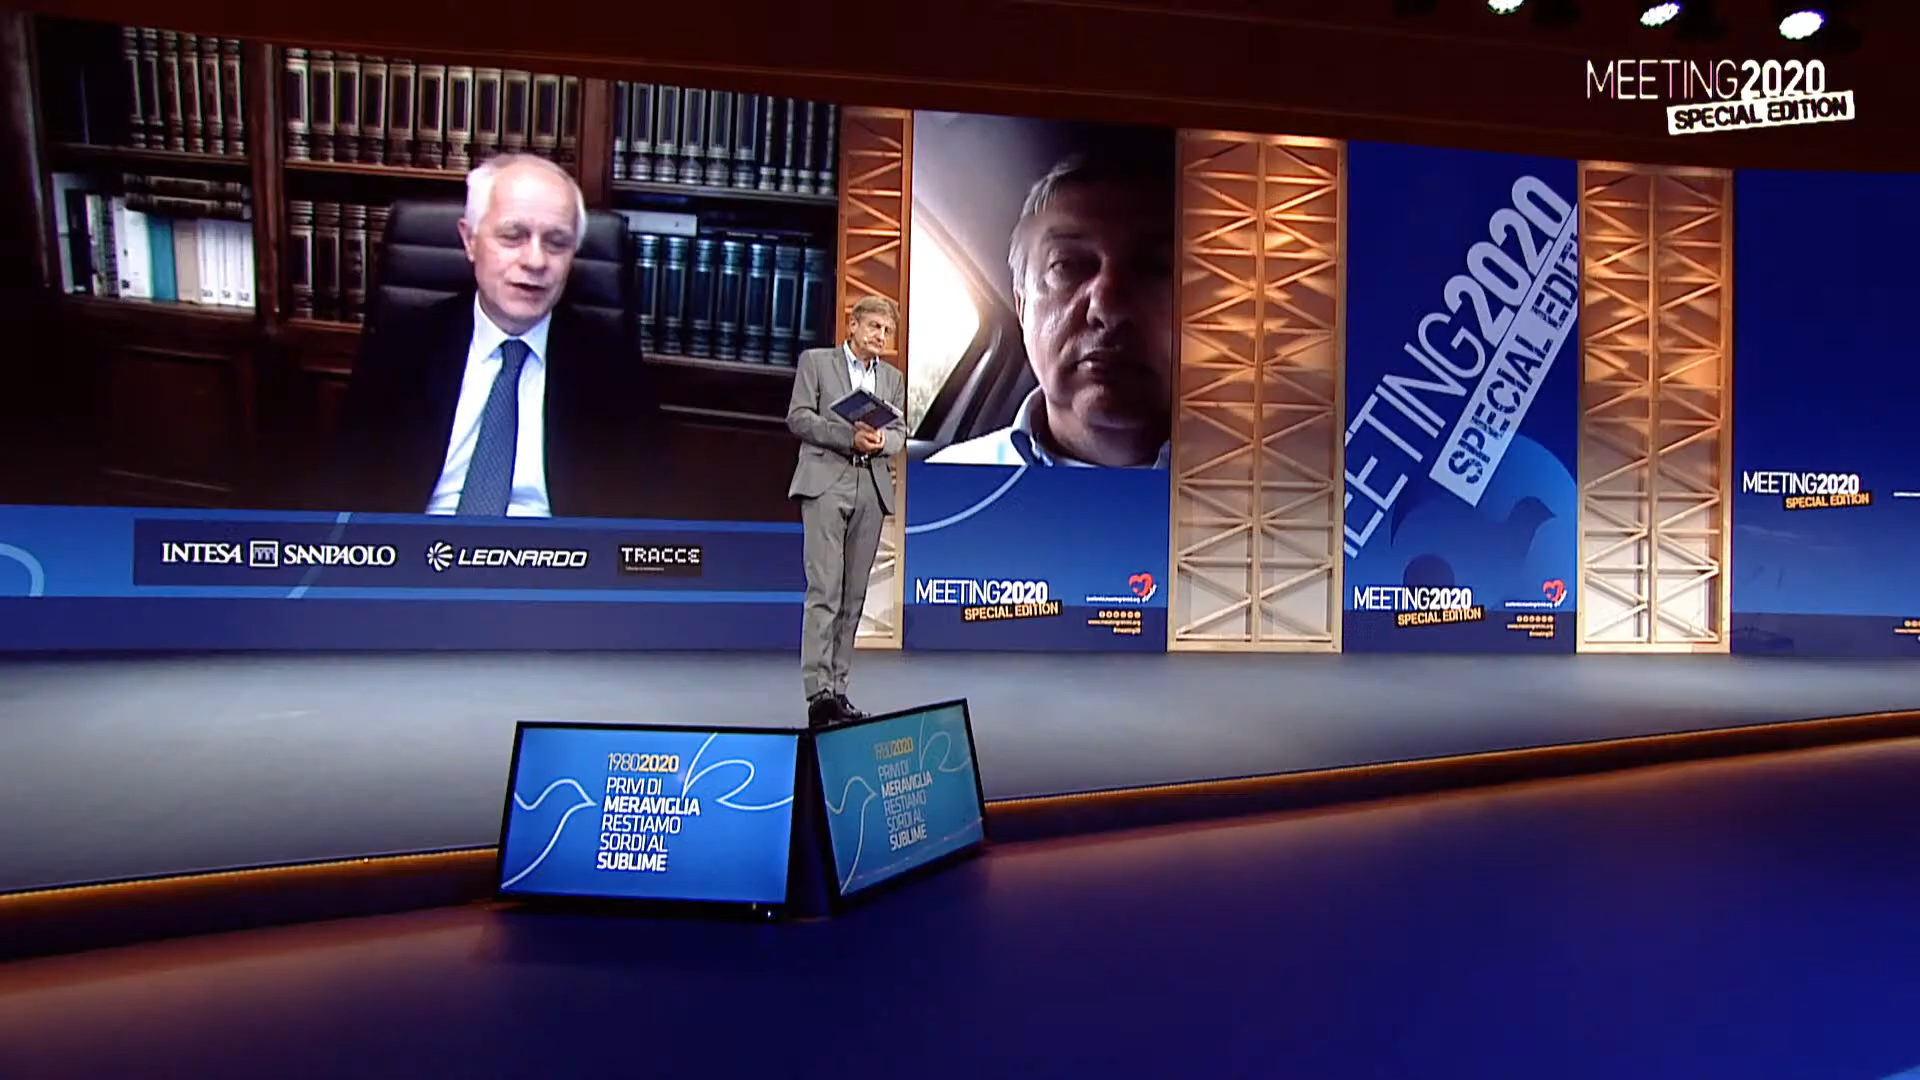 MEETING2020
SPECIAL EDITION
MEETING2020
SPECIAL EDITI
INTESA SANPAOLO
LEONARDO
TRACCE
MEETING2020
SPECIAL EDITION
MEETING2020
SPECIAL EDITION
MEETING2020
SPECIAL EDITION
19802020
PRIVI DI
MERAVIGLIA
RESTIAMO
SORDI AL
SUBLIME
19802020
PRIVI DI
MERAVIGLIA
RESTIAMO
SORDI AL
SUBLIME